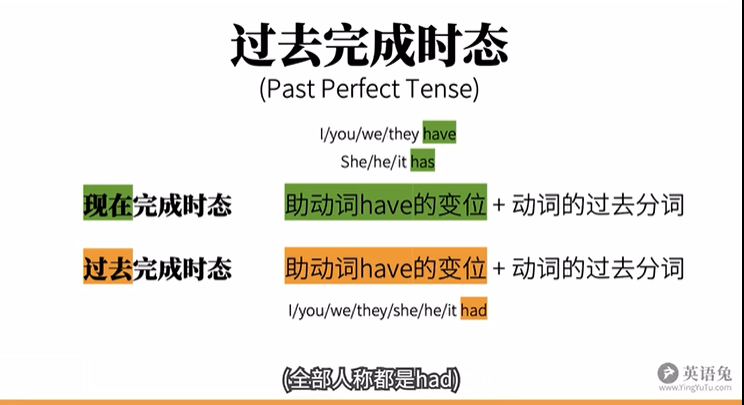 过去完成时态
(Past Perfect Tense)
I/you/we/they have
She/he/it has
现在完成时态 助动词have的变位 + 动词的过去分词
过去完成时态 助动词have的变位 + 动词的过去分词
I/you/we/they/she/he/it had
(全部人称都是had)
英语兔
www.YingYuTu.com